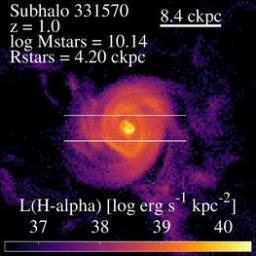 Subhalo 331570
8.4 ckpc
z = 1.0
log Mstars = 10.14
Rstars = 4.20 ckpc
L(H-alpha) [log erg s⁻¹ kpc⁻²]
37 38 39 40